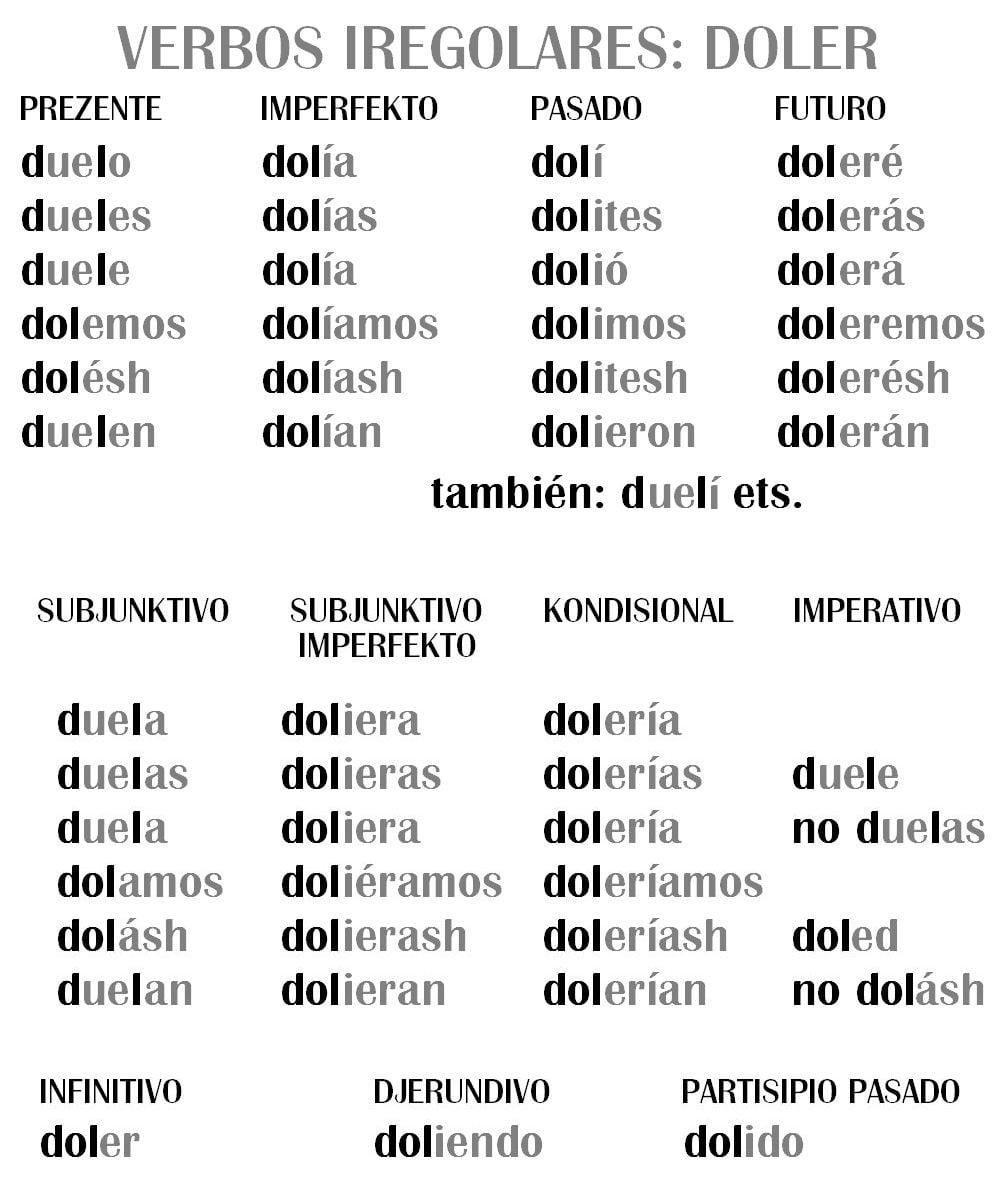 VERBOS IREGOLARES: DOLER
PREZENTE IMPERFEKTO PASADO FUTURO
duelo dolía dolí doleré
dueles dolías dolites dolerás
duele dolía dolió dolerá
dolemos dolíamos dolimos doleremos
dolésh dolíash dolitesh dolerésh
duelen dolían dolieron dolerán
también: duelí ets.
SUBJUNKTIVO SUBJUNKTIVO KONDISIONAL IMPERATIVO
IMPERFEKTO
duela doliera dolería
duelas dolieras dolerías duele
duela doliera dolería no duelas
dolamos doliéramos doleríamos
dolásh dolierash doleríash doled
duelan dolieran dolerían no dolásh
INFINITIVO DJERUNDIVO PARTISIPIO PASADO
doler doliendo dolido